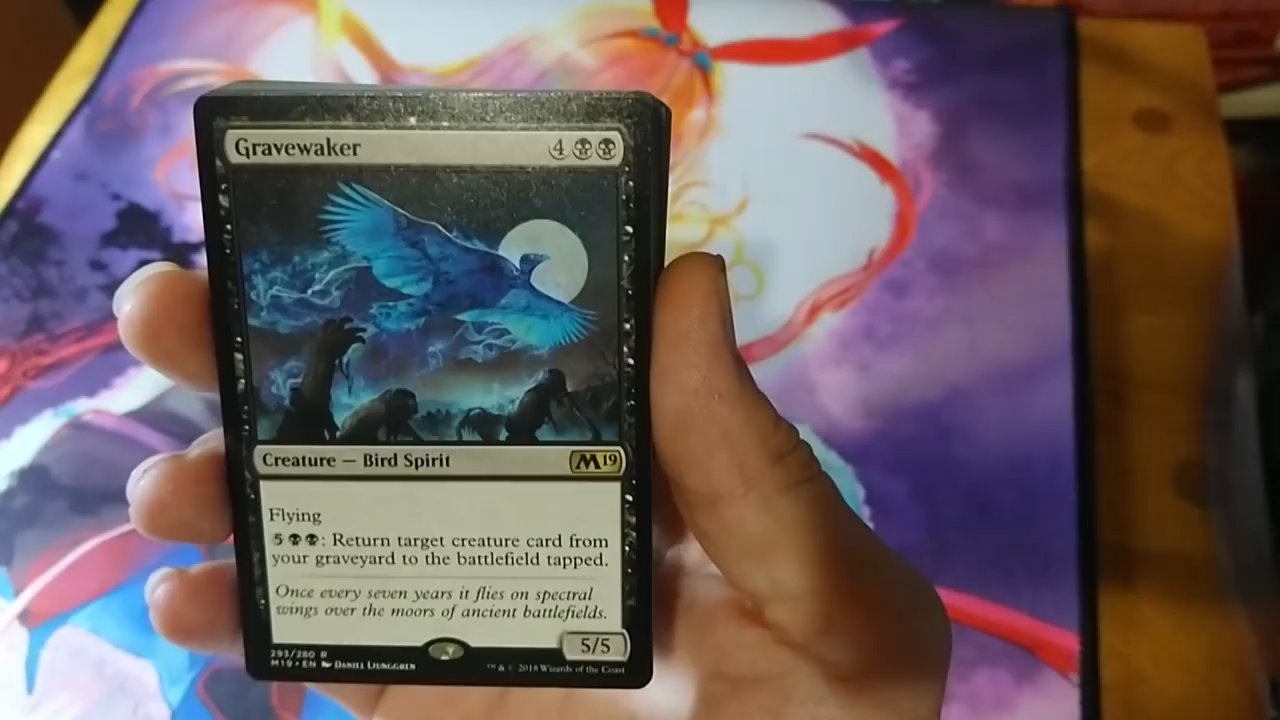 Gravewaker 4
Creature — Bird Spirit M19
Flying
5 : Return target creature card from
your graveyard to the battlefield tapped.
Once every seven years it flies on spectral
wings over the moors of ancient battlefields.
5/5
293/280 R
M19 • EN DANIEL LJUNGGREN ™ & © 2018 Wizards of the Coast